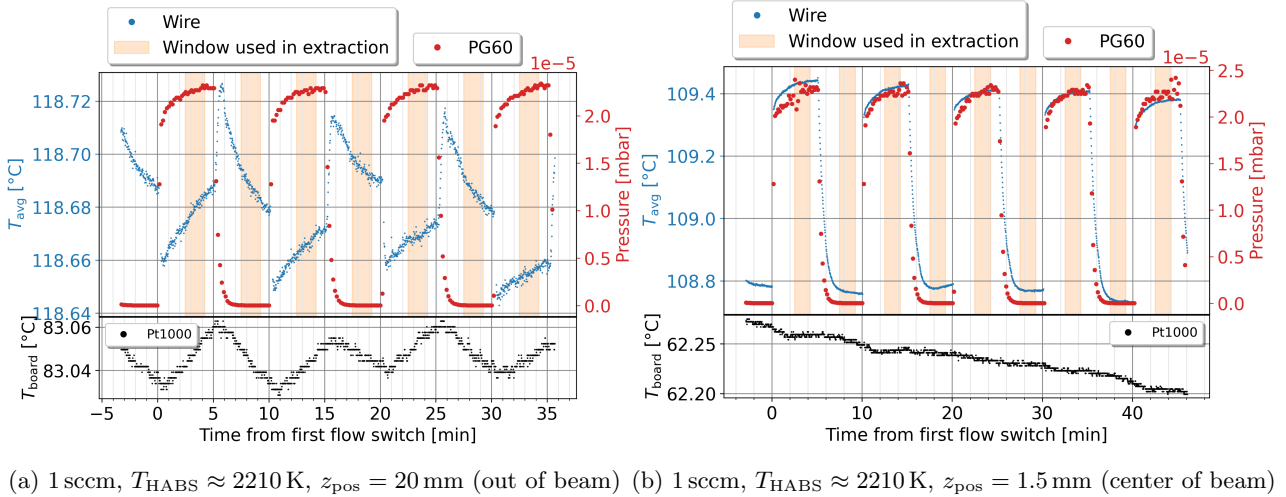 Wire
Window used in extraction
PG60
1e−5
118.72
118.70
118.68
118.66
118.64
T_avg [°C]
2.0
1.5
1.0
0.5
0.0
Pressure [mbar]
83.06
83.04
T_board [°C]
Pt1000
−5 0 5 10 15 20 25 30 35
Time from first flow switch [min]
(a) 1 sccm, T_HABS ≈ 2210 K, z_pos = 20 mm (out of beam)
Wire
Window used in extraction
PG60
1e−5
109.4
109.2
109.0
108.8
T_avg [°C]
2.5
2.0
1.5
1.0
0.5
0.0
Pressure [mbar]
62.25
62.20
T_board [°C]
Pt1000
0 10 20 30 40
Time from first flow switch [min]
(b) 1 sccm, T_HABS ≈ 2210 K, z_pos = 1.5 mm (center of beam)